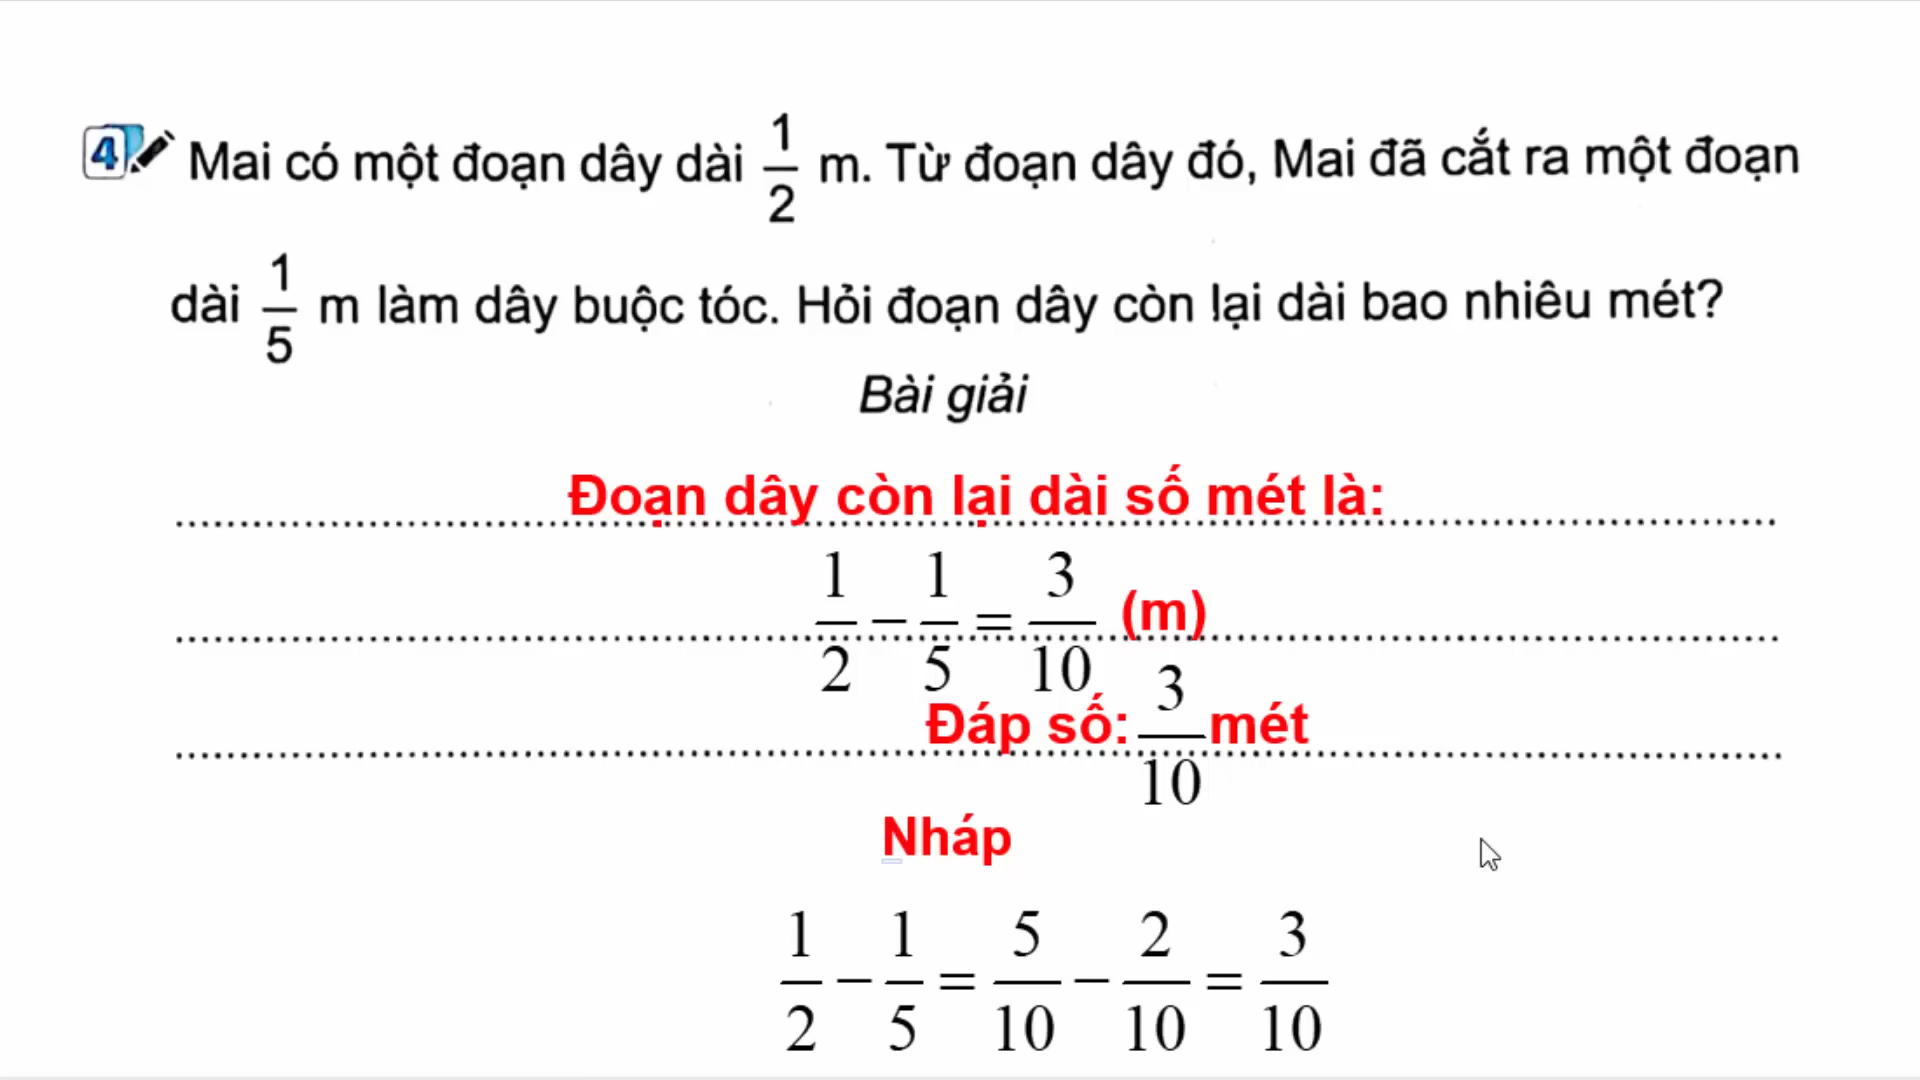 4 Mai có một đoạn dây dài 1/2 m. Từ đoạn dây đó, Mai đã cắt ra một đoạn
dài 1/5 m làm dây buộc tóc. Hỏi đoạn dây còn lại dài bao nhiêu mét?
Bài giải
Đoạn dây còn lại dài số mét là:
1/2 − 1/5 = 3/10 (m)
Đáp số: 3/10 mét
Nháp
1/2 − 1/5 = 5/10 − 2/10 = 3/10